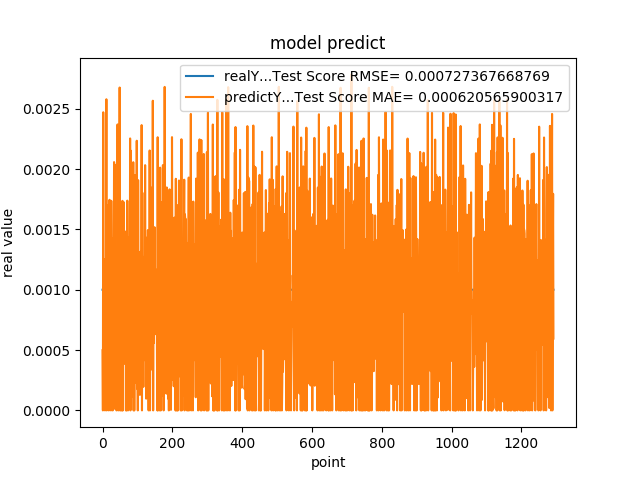 model predict
realY...Test Score RMSE= 0.000727367668769
predictY...Test Score MAE= 0.000620565900317
0.0025
0.0020
0.0015
0.0010
0.0005
0.0000
real value
0 200 400 600 800 1000 1200
point